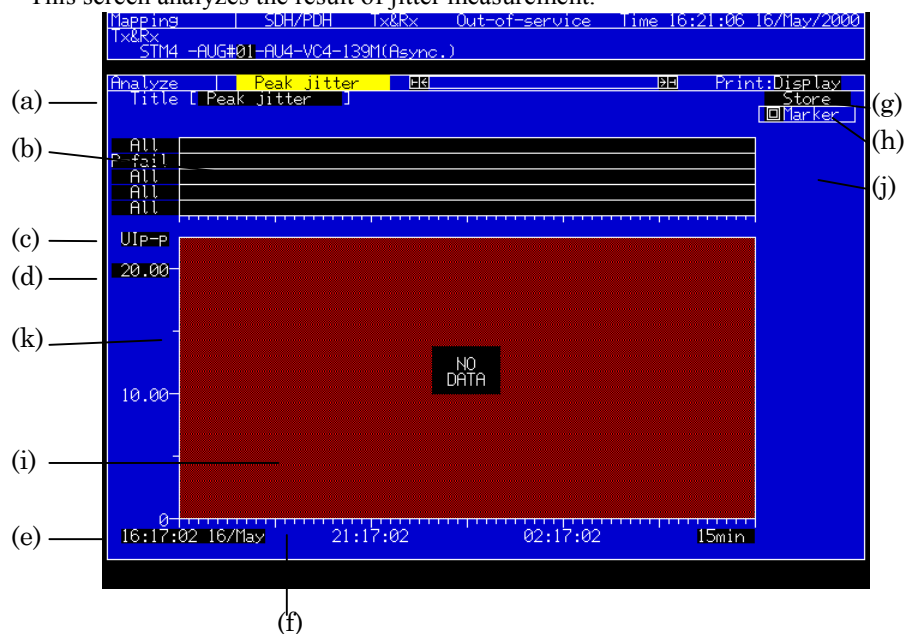 This screen analyzes the result of jitter measurement.
Mapping | SDH/PDH Tx&Rx Out-of-service Time 16:21:06 16/May/2000
Tx&Rx
STM4 -AUG#01-AU4-VC4-139M(Async.)
Analyze | Peak jitter Print:Display
(a) Title [ Peak jitter ] Store (g)
Marker (h)
(b) All
P-fail
All (j)
All
All
(c) UIp-p
(d) 20.00
(k)
NO
DATA
10.00
(i)
0
(e) 16:17:02 16/May 21:17:02 02:17:02 15min
(f)